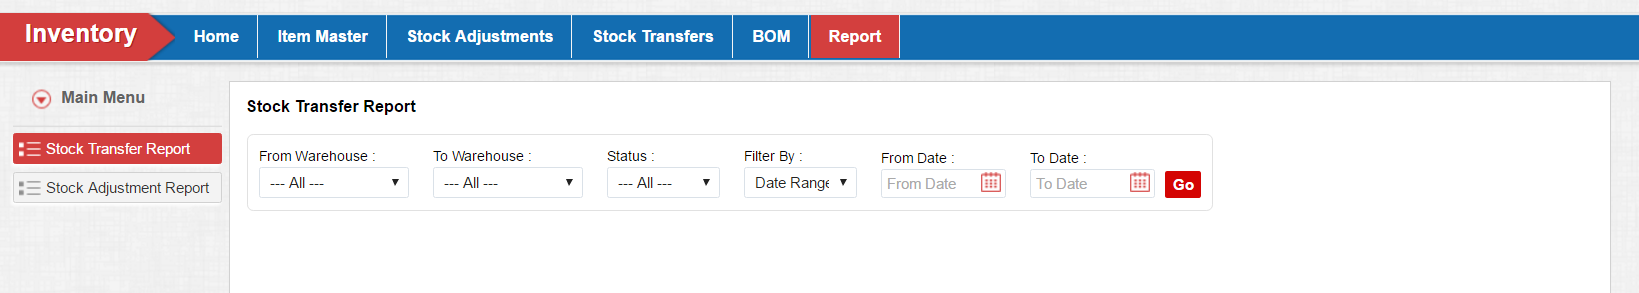 Inventory Home Item Master Stock Adjustments Stock Transfers BOM Report
Main Menu
Stock Transfer Report
Stock Adjustment Report
Stock Transfer Report
From Warehouse : To Warehouse : Status : Filter By : From Date : To Date :
--- All --- --- All --- --- All --- Date Range From Date To Date Go